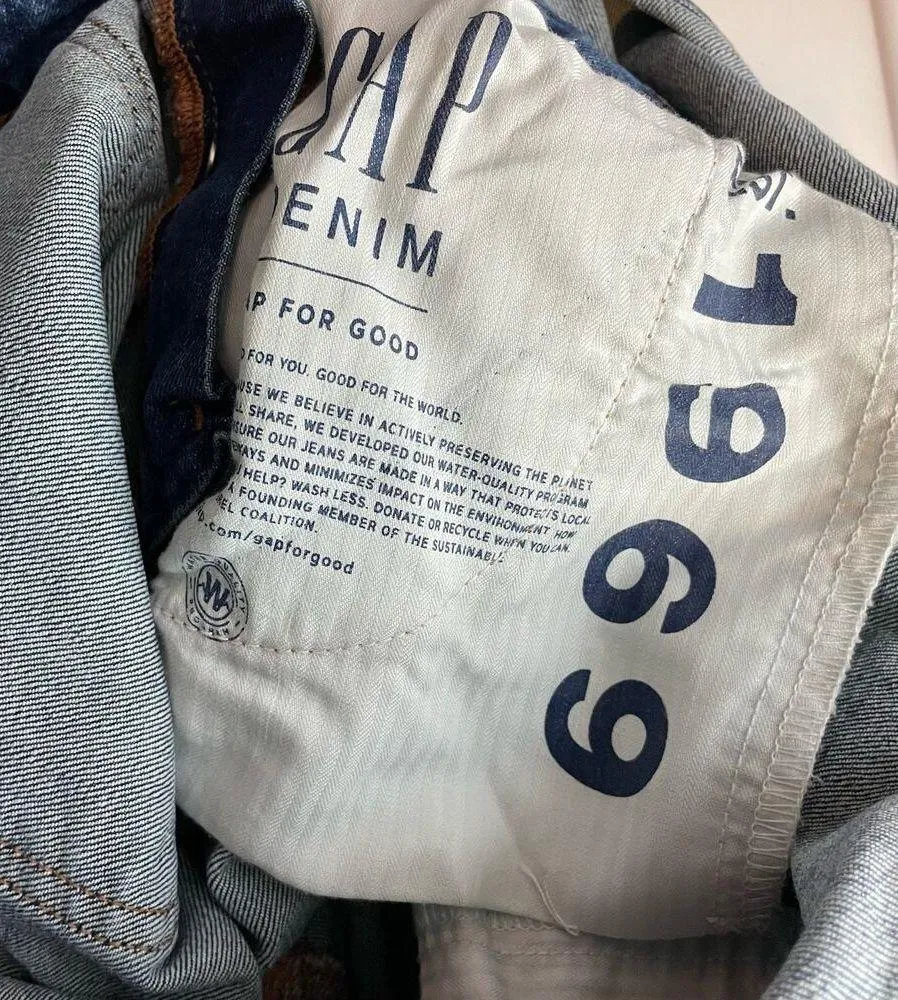 GAP
DENIM
FOR GOOD
FOR YOU. GOOD FOR THE WORLD.
WE BELIEVE IN ACTIVELY PRESERVING THE PLANET
SHARE, WE DEVELOPED OUR WATER-QUALITY PROGRAM
OUR JEANS ARE MADE IN A WAY THAT PROTECTS LOCAL
AND MINIMIZES IMPACT ON THE ENVIRONMENT HOW
HELP? WASH LESS. DONATE OR RECYCLE WHEN YOU CAN.
FOUNDING MEMBER OF THE SUSTAINABLE
COALITION.
.com/gapforgood
QUALITY
W
Est.
1969